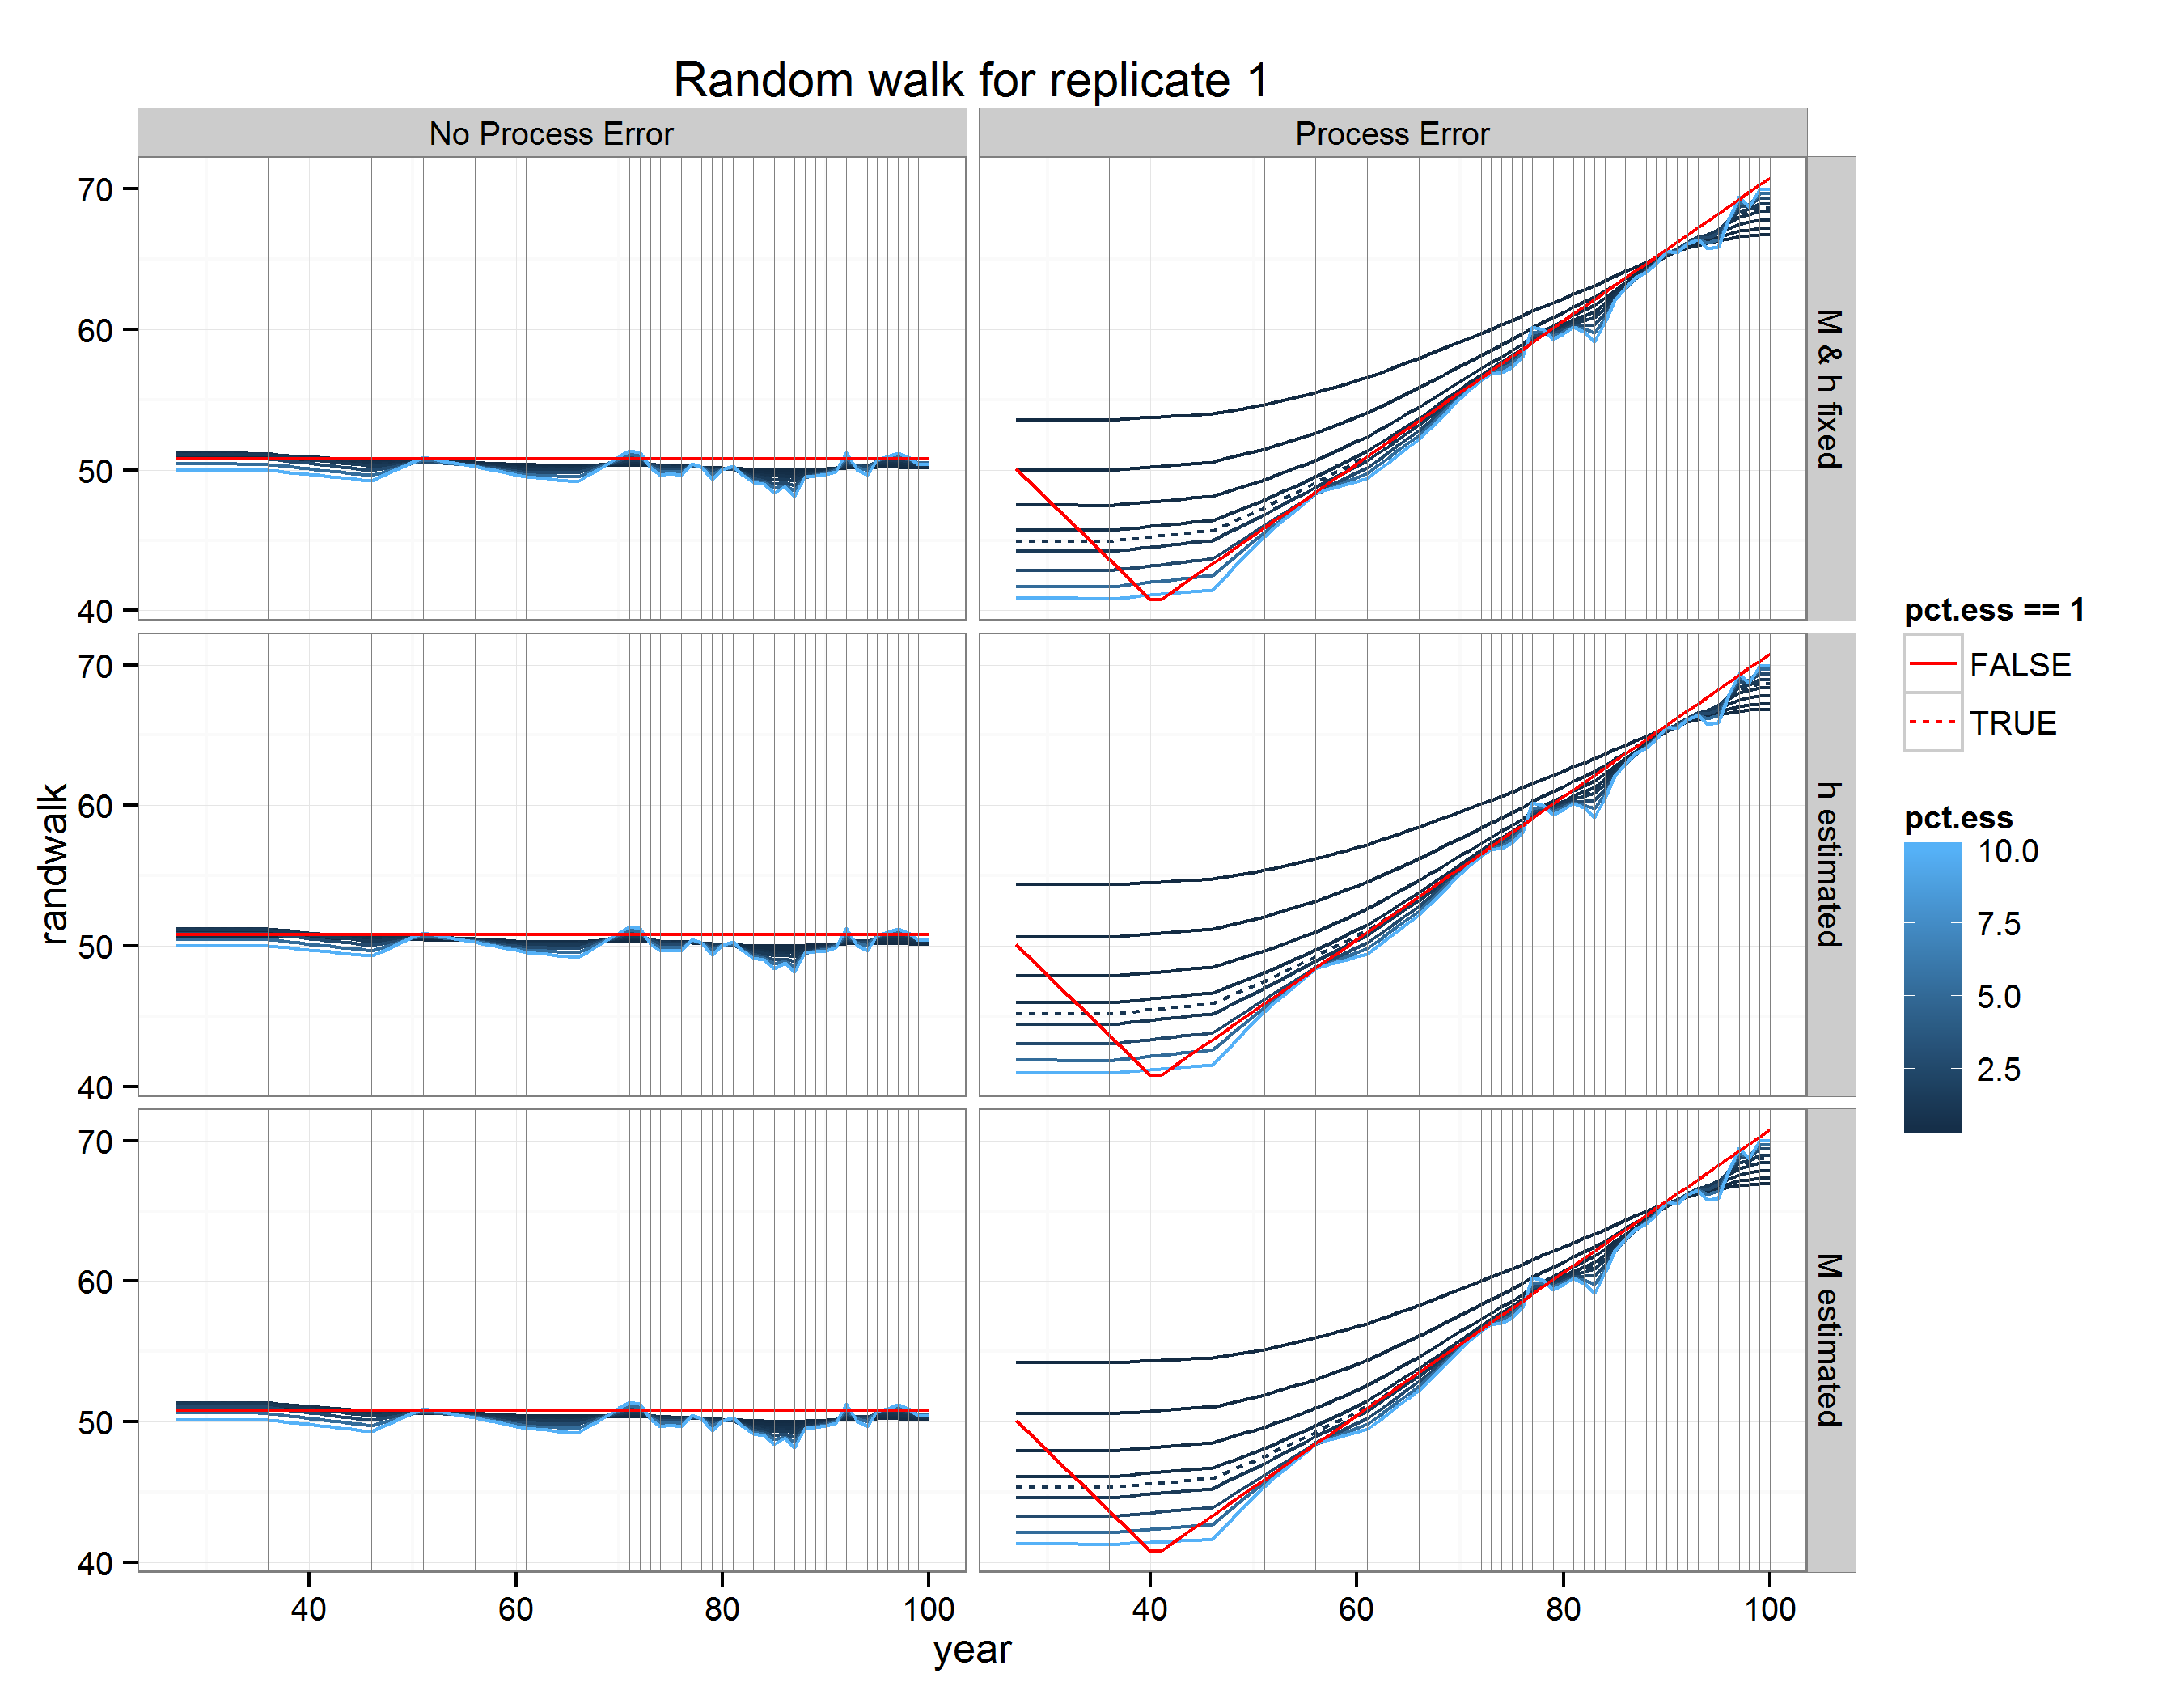 Random walk for replicate 1
No Process Error
Process Error
70
60
50
40
M & h fixed
70
60
50
40
h estimated
70
60
50
40
M estimated
randwalk
40 60 80 100
40 60 80 100
year
pct.ess == 1
FALSE
TRUE
pct.ess
10.0
7.5
5.0
2.5